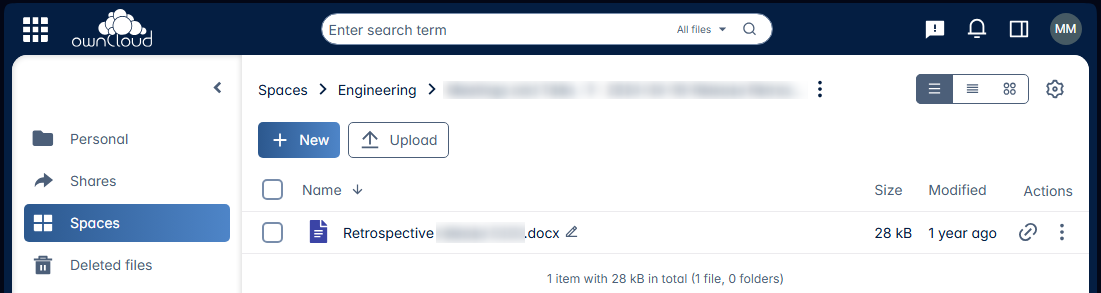 ownCloud
Enter search term
All files
MM
Spaces
Engineering
Personal
Shares
Spaces
Deleted files
New
Upload
Name
Size
Modified
Actions
Retrospective .docx
28 kB
1 year ago
1 item with 28 kB in total (1 file, 0 folders)